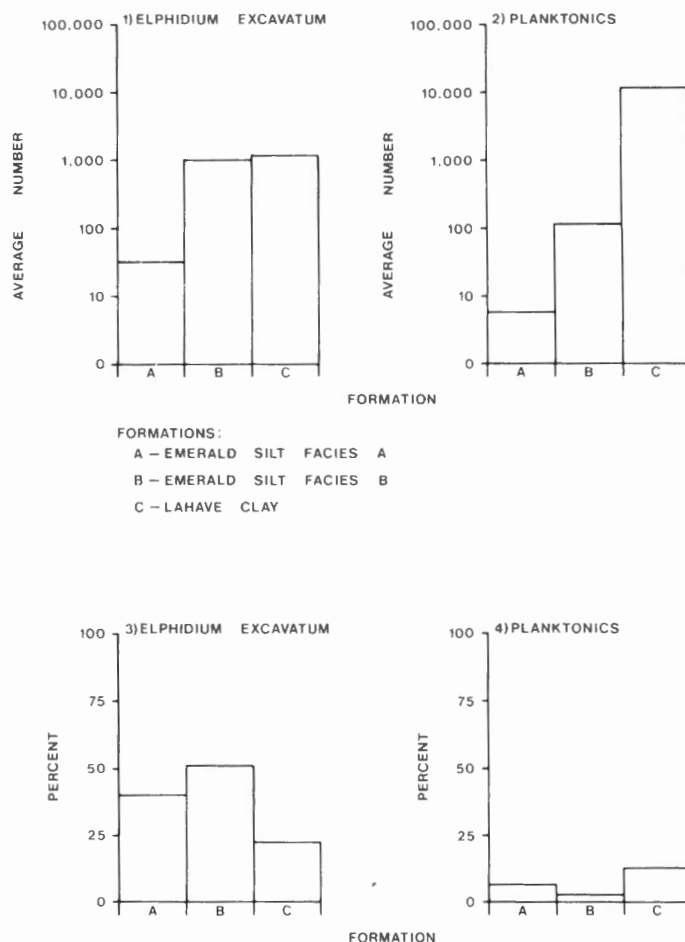 1) ELPHIDIUM EXCAVATUM
100,000
10,000
1,000
100
10
0
AVERAGE NUMBER
A B C
2) PLANKTONICS
100,000
10,000
1,000
100
10
0
AVERAGE NUMBER
A B C
FORMATION
FORMATIONS:
A – EMERALD SILT FACIES A
B – EMERALD SILT FACIES B
C – LAHAVE CLAY
3) ELPHIDIUM EXCAVATUM
100
75
50
25
0
PERCENT
A B C
4) PLANKTONICS
100
75
50
25
0
PERCENT
A B C
FORMATION